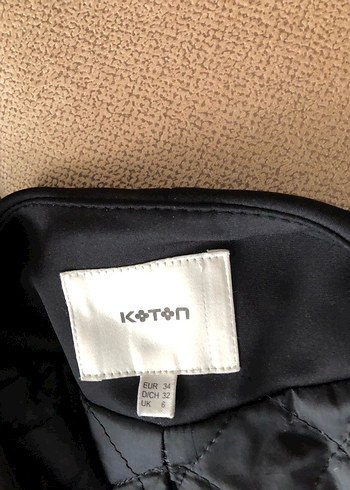 KOTON
EUR 34
D/CH 32
UK 6